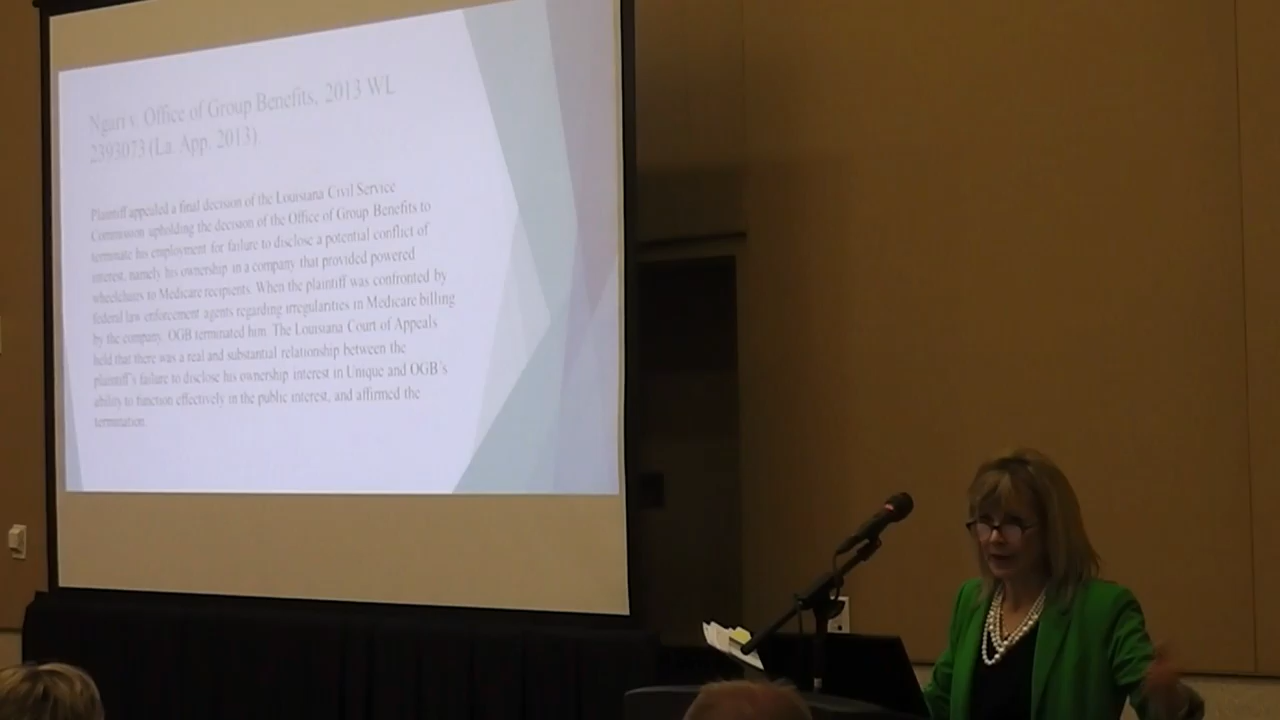 Ngari v. Office of Group Benefits, 2013 WL
2393073 (La. App. 2013).
Plaintiff appealed a final decision of the Louisiana Civil Service
Commission upholding the decision of the Office of Group Benefits to
terminate his employment for failure to disclose a potential conflict of
interest, namely his ownership in a company that provided powered
wheelchairs to Medicare recipients. When the plaintiff was confronted by
federal law enforcement agents regarding irregularities in Medicare billing
by the company, OGB terminated him. The Louisiana Court of Appeals
held that there was a real and substantial relationship between the
plaintiff's failure to disclose his ownership interest in Unique and OGB's
ability to function effectively in the public interest, and affirmed the
termination.